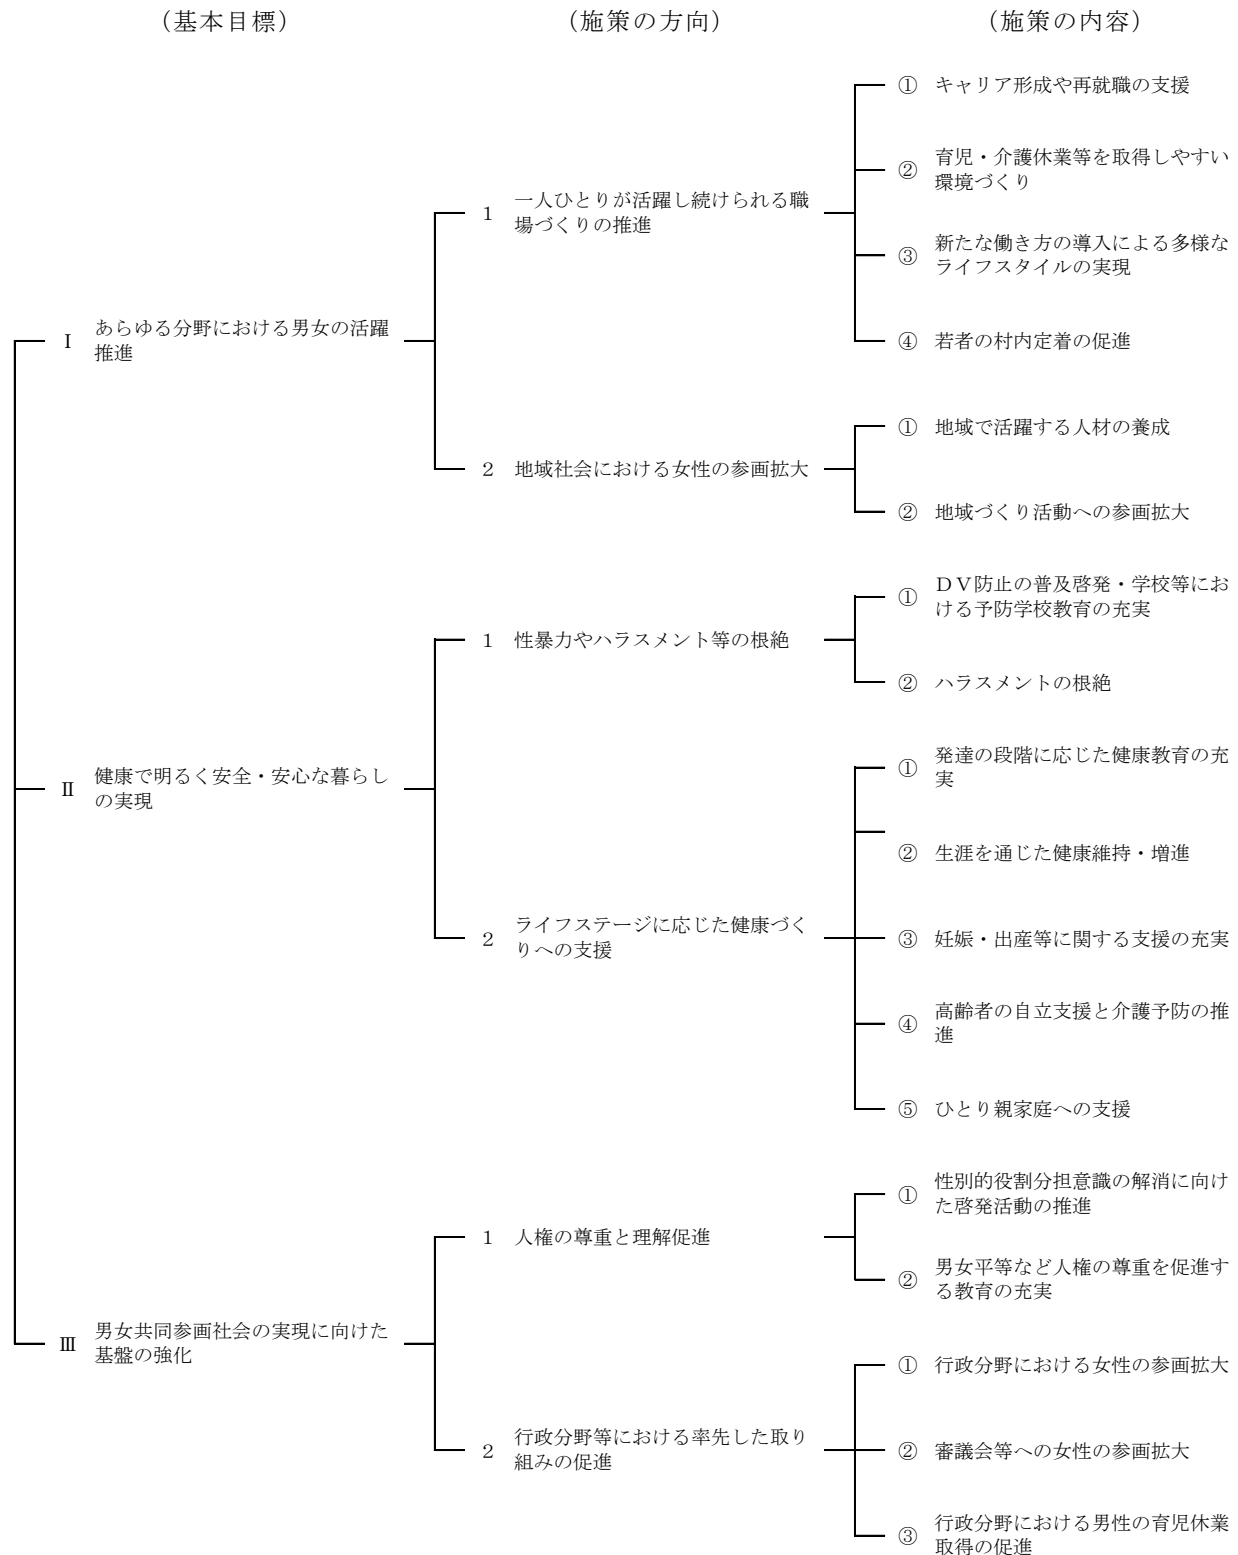 （基本目標）
（施策の方向）
（施策の内容）
Ⅰ あらゆる分野における男女の活躍
推進
1 一人ひとりが活躍し続けられる職
場づくりの推進
① キャリア形成や再就職の支援
② 育児・介護休業等を取得しやすい
環境づくり
③ 新たな働き方の導入による多様な
ライフスタイルの実現
④ 若者の村内定着の促進
2 地域社会における女性の参画拡大
① 地域で活躍する人材の養成
② 地域づくり活動への参画拡大
Ⅱ 健康で明るく安全・安心な暮らし
の実現
1 性暴力やハラスメント等の根絶
① ＤＶ防止の普及啓発・学校等にお
ける予防学校教育の充実
② ハラスメントの根絶
2 ライフステージに応じた健康づく
りへの支援
① 発達の段階に応じた健康教育の充
実
② 生涯を通じた健康維持・増進
③ 妊娠・出産等に関する支援の充実
④ 高齢者の自立支援と介護予防の推
進
⑤ ひとり親家庭への支援
Ⅲ 男女共同参画社会の実現に向けた
基盤の強化
1 人権の尊重と理解促進
① 性別的役割分担意識の解消に向け
た啓発活動の推進
② 男女平等など人権の尊重を促進す
る教育の充実
2 行政分野等における率先した取り
組みの促進
① 行政分野における女性の参画拡大
② 審議会等への女性の参画拡大
③ 行政分野における男性の育児休業
取得の促進